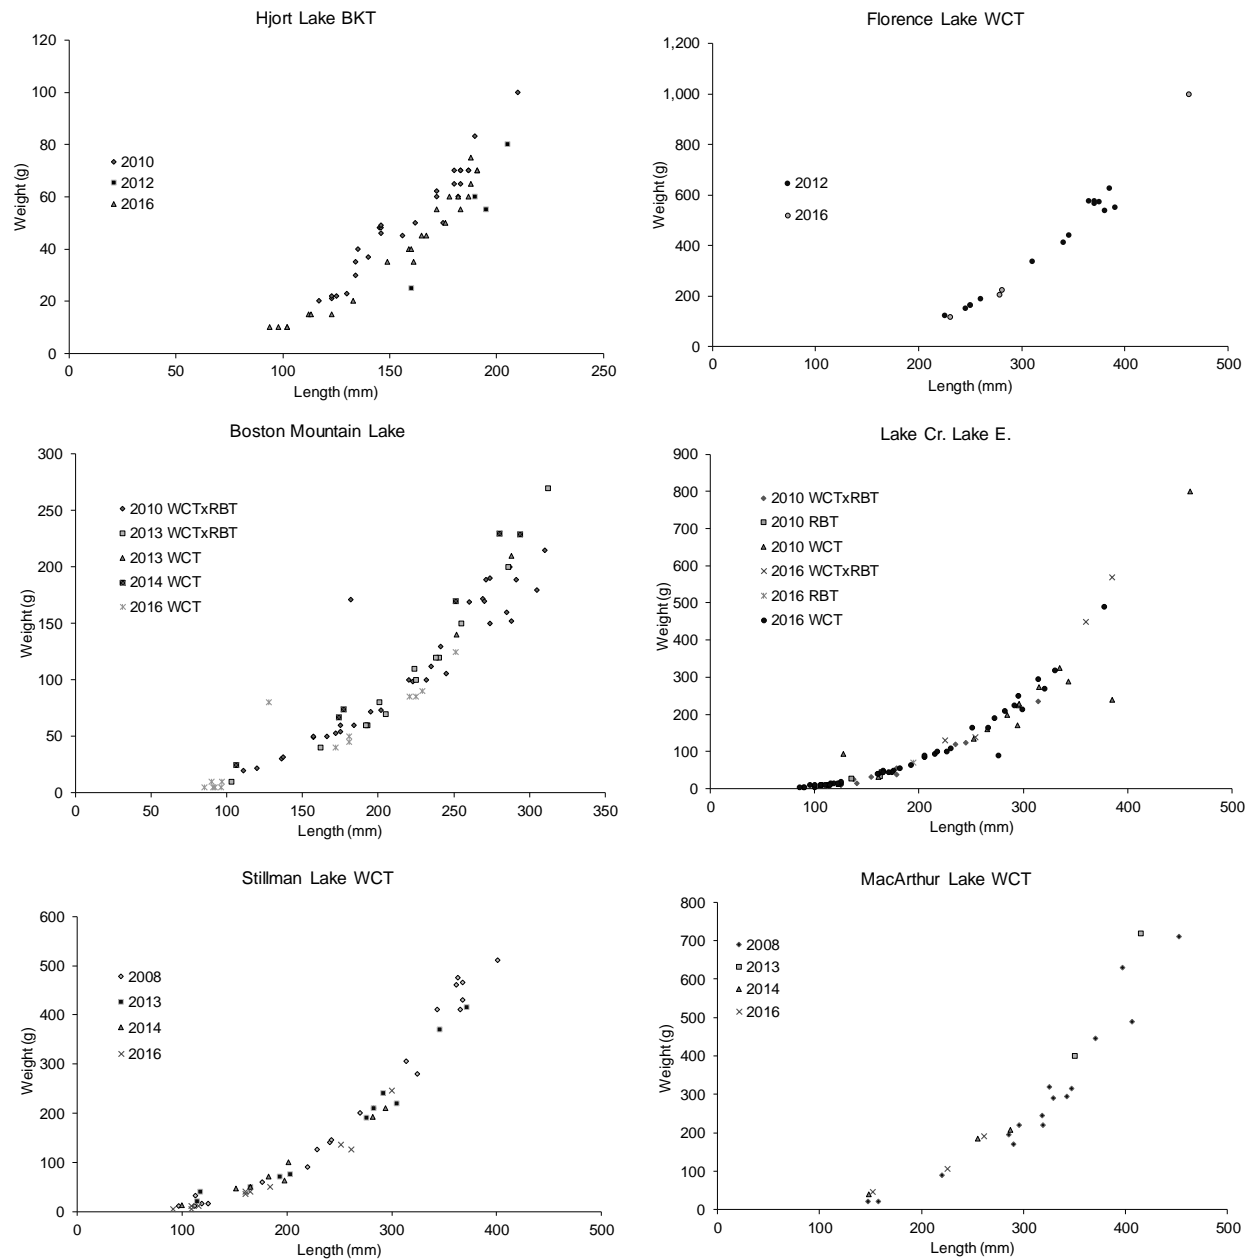 Hjort Lake BKT
120
100
80
60
40
20
0
Weight (g)
2010
2012
2016
0 50 100 150 200 250
Length (mm)
Florence Lake WCT
1,200
1,000
800
600
400
200
0
Weight (g)
2012
2016
0 100 200 300 400 500
Length (mm)
Boston Mountain Lake
300
250
200
150
100
50
0
Weight (g)
2010 WCTxRBT
2013 WCTxRBT
2013 WCT
2014 WCT
2016 WCT
0 50 100 150 200 250 300 350
Length (mm)
Lake Cr. Lake E.
900
800
700
600
500
400
300
200
100
0
Weight (g)
2010 WCTxRBT
2010 RBT
2010 WCT
2016 WCTxRBT
2016 RBT
2016 WCT
0 100 200 300 400 500
Length (mm)
Stillman Lake WCT
600
500
400
300
200
100
0
Weight (g)
2008
2013
2014
2016
0 100 200 300 400 500
Length (mm)
MacArthur Lake WCT
800
700
600
500
400
300
200
100
0
Weight (g)
2008
2013
2014
2016
0 100 200 300 400 500
Length (mm)